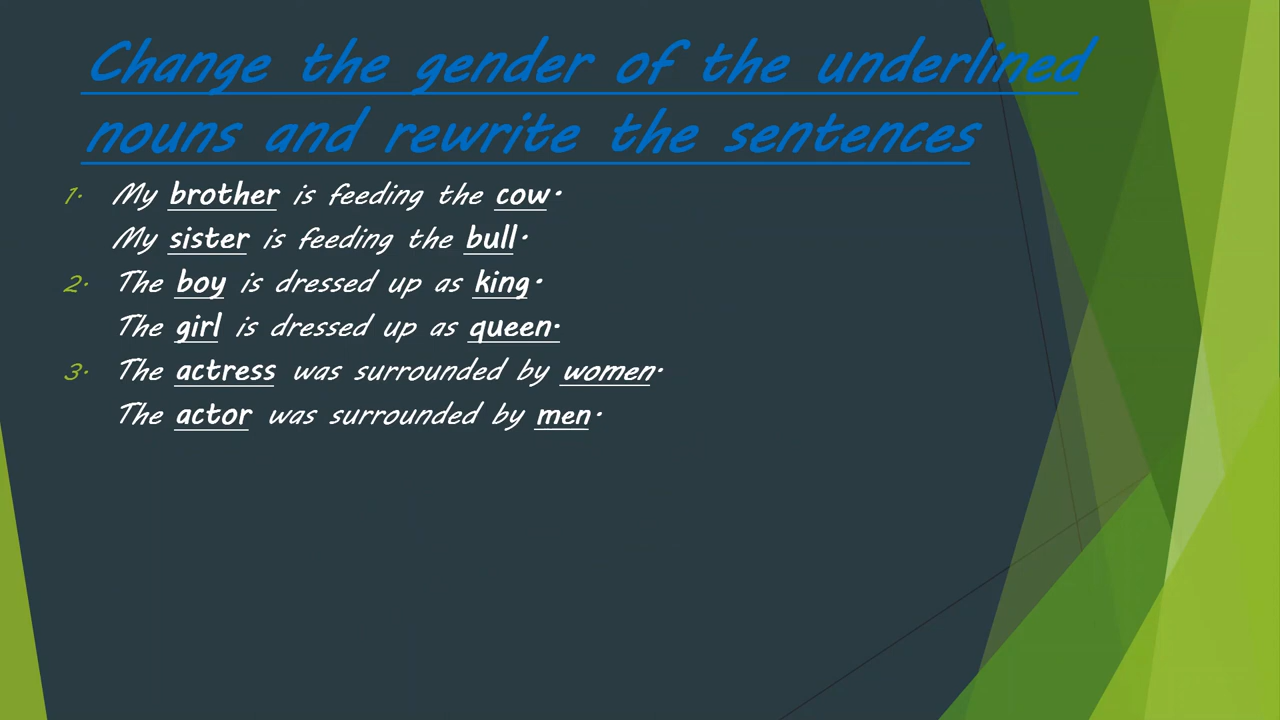 Change the gender of the underlined
nouns and rewrite the sentences
1. My brother is feeding the cow.
My sister is feeding the bull.
2. The boy is dressed up as king.
The girl is dressed up as queen.
3. The actress was surrounded by women.
The actor was surrounded by men.